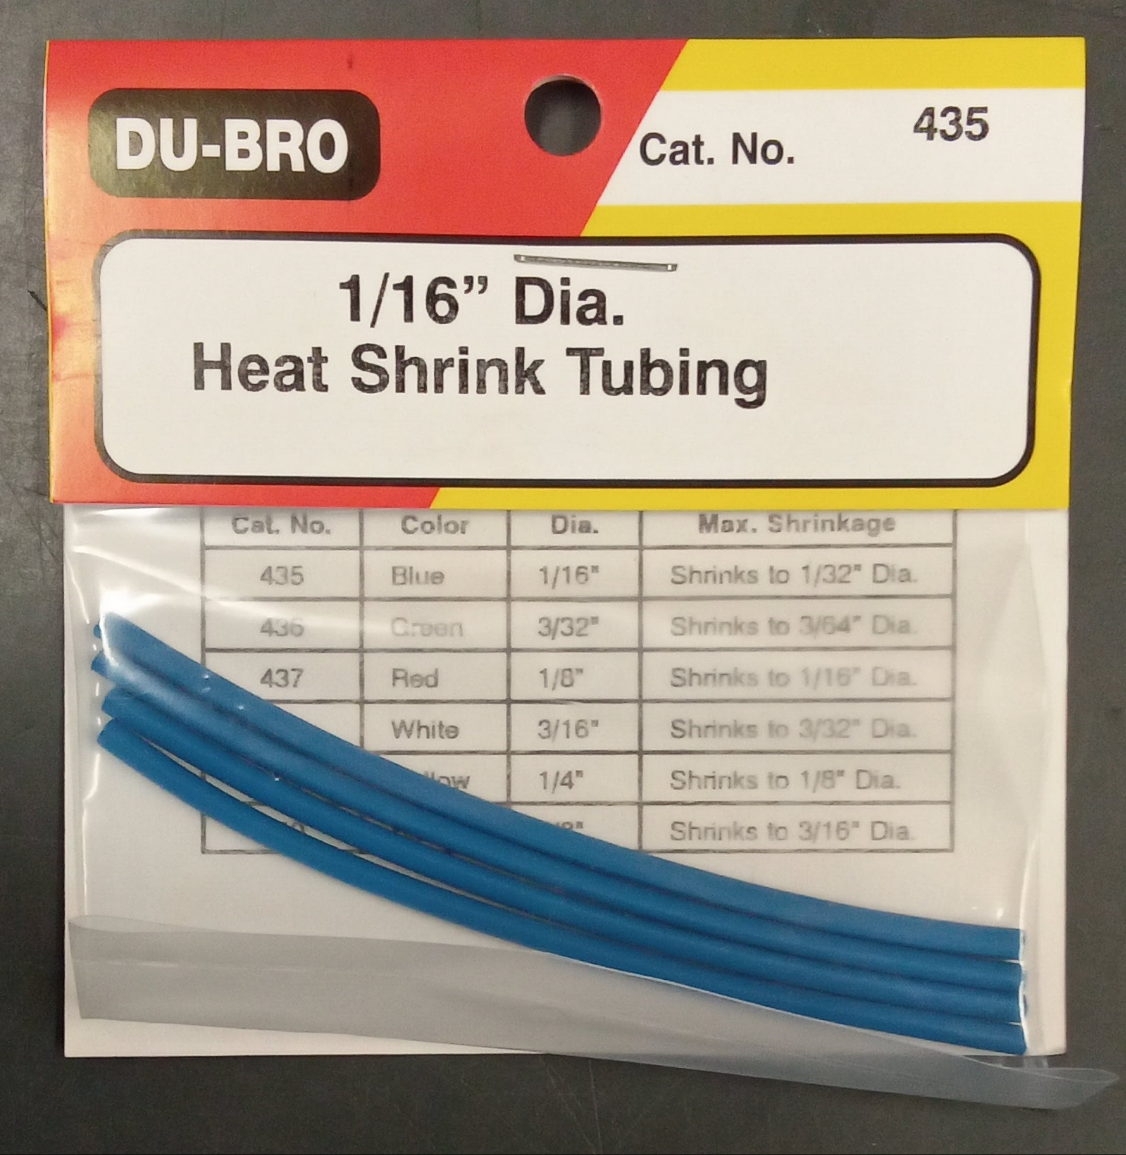 DU-BRO
Cat. No. 435
1/16” Dia.
Heat Shrink Tubing
Cat. No. Color Dia. Max. Shrinkage
435 Blue 1/16" Shrinks to 1/32" Dia.
436 Green 3/32" Shrinks to 3/64" Dia.
437 Red 1/8" Shrinks to 1/16" Dia.
White 3/16" Shrinks to 3/32" Dia.
1/4" Shrinks to 1/8" Dia.
Shrinks to 3/16" Dia.